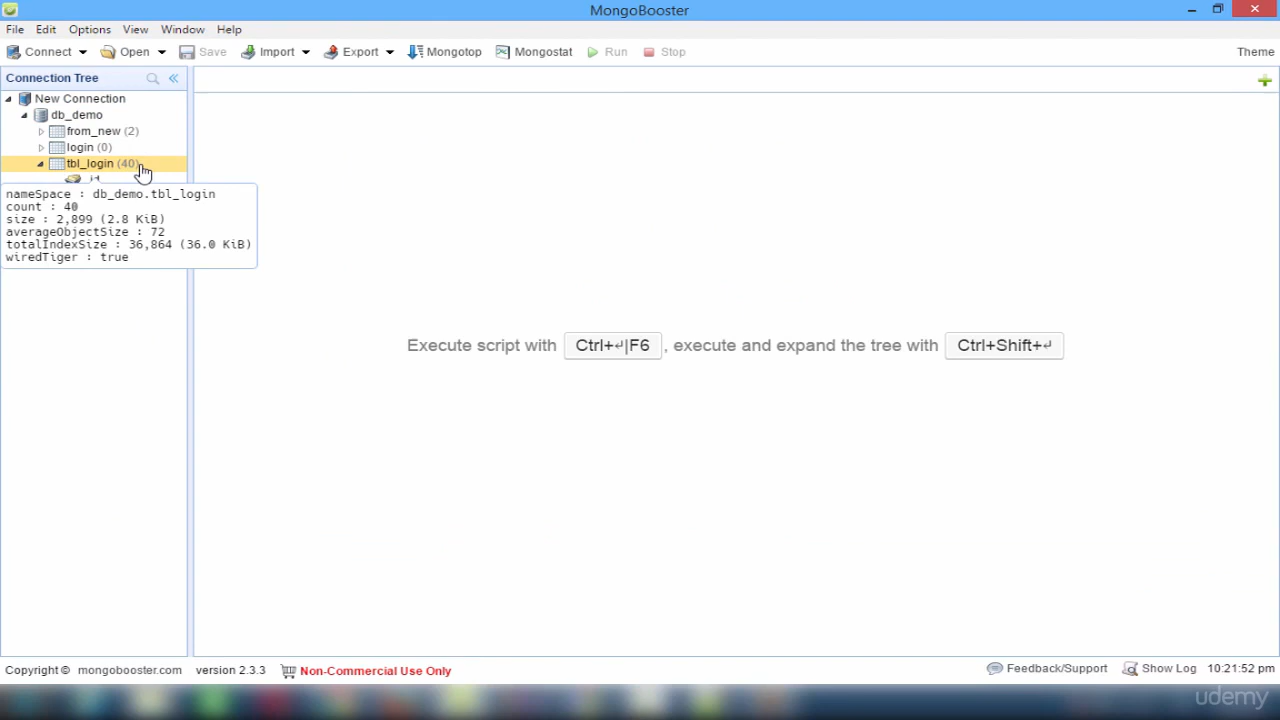 MongoBooster
File Edit Options View Window Help
Connect Open Save Import Export Mongotop Mongostat Run Stop Theme
Connection Tree
New Connection
db_demo
from_new (2)
login (0)
tbl_login (40)
nameSpace : db_demo.tbl_login
count : 40
size : 2,899 (2.8 KiB)
averageObjectSize : 72
totalIndexSize : 36,864 (36.0 KiB)
wiredTiger : true
Execute script with Ctrl+↵|F6 , execute and expand the tree with Ctrl+Shift+↵
Copyright © mongobooster.com version 2.3.3 Non-Commercial Use Only Feedback/Support Show Log 10:21:52 pm
udemy